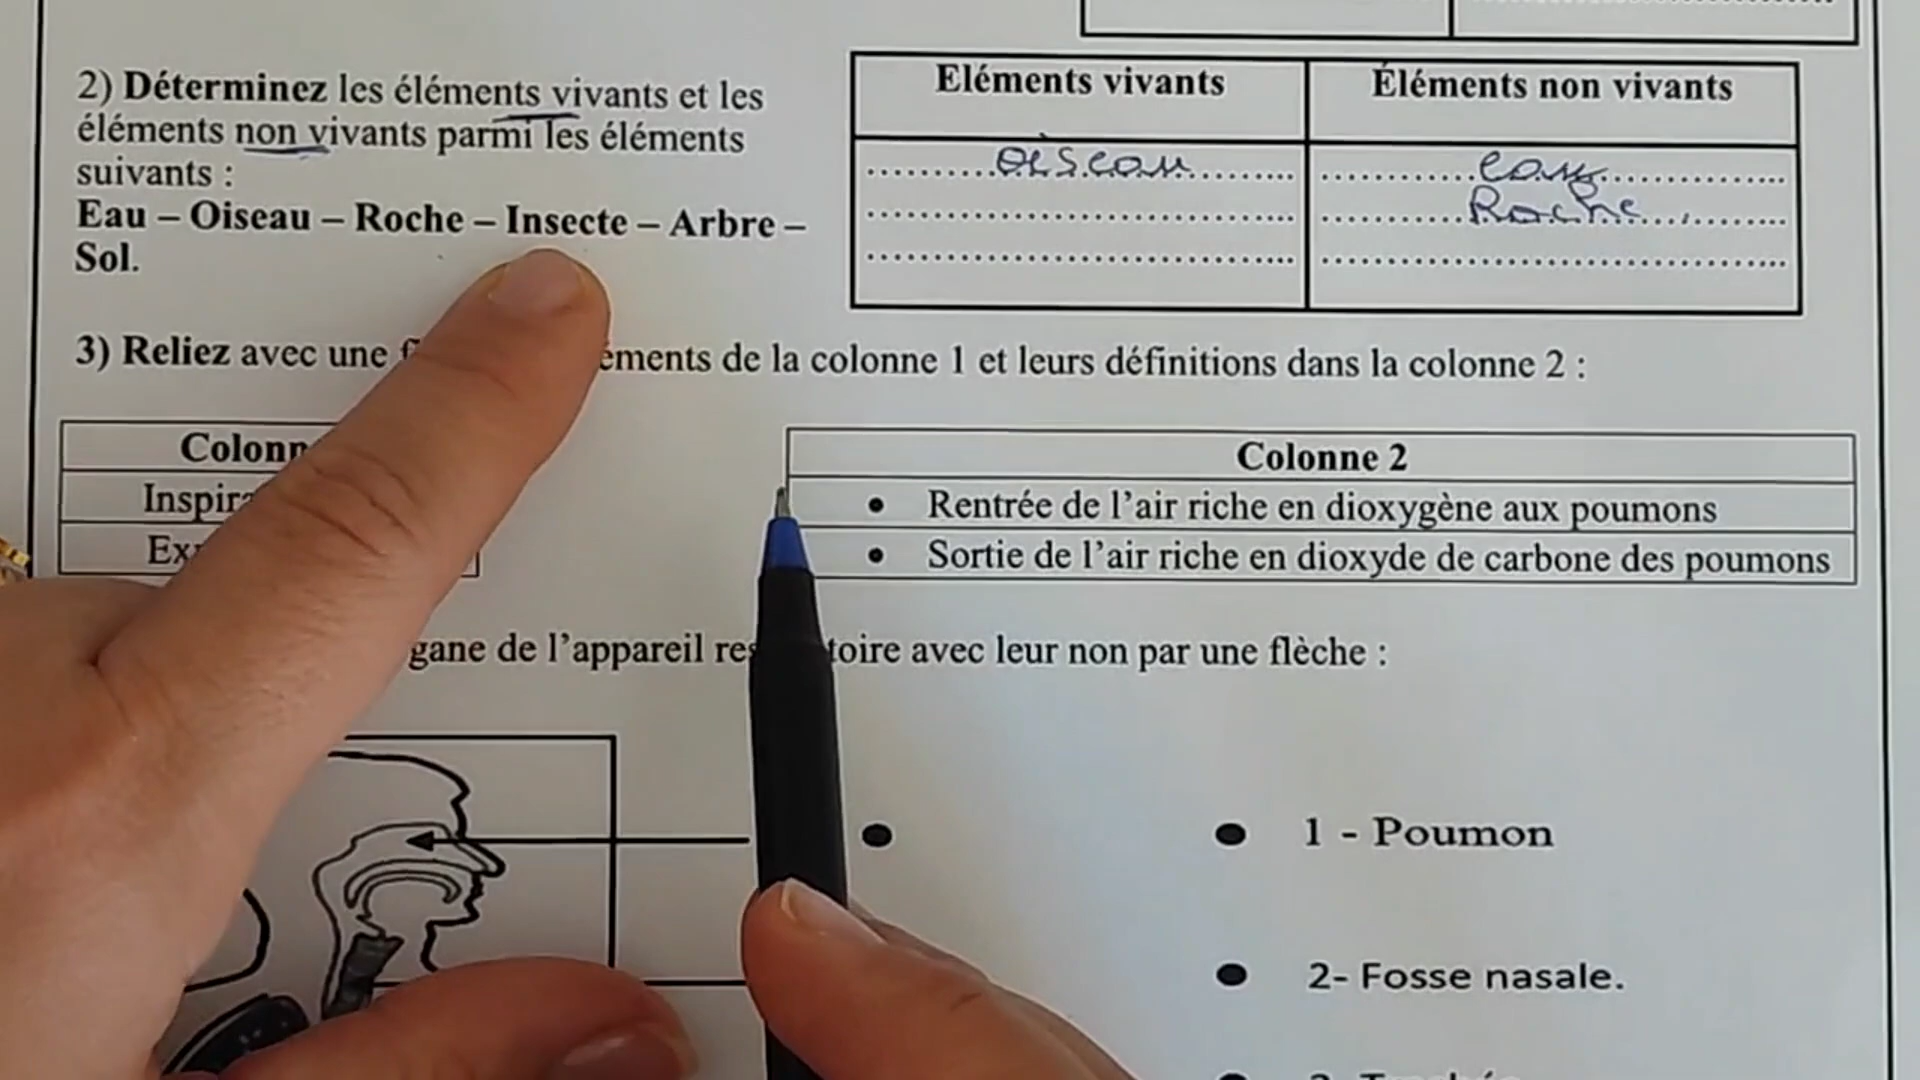 2) Déterminez les éléments vivants et les
éléments non vivants parmi les éléments
suivants :
Eau – Oiseau – Roche – Insecte – Arbre –
Sol.
Eléments vivants
Éléments non vivants
oiseau
eau
Roche
3) Reliez avec une
éments de la colonne 1 et leurs définitions dans la colonne 2 :
Colonn
Colonne 2
Inspira
• Rentrée de l’air riche en dioxygène aux poumons
Exp
• Sortie de l’air riche en dioxyde de carbone des poumons
gane de l’appareil res toire avec leur non par une flèche :
1 - Poumon
2- Fosse nasale.